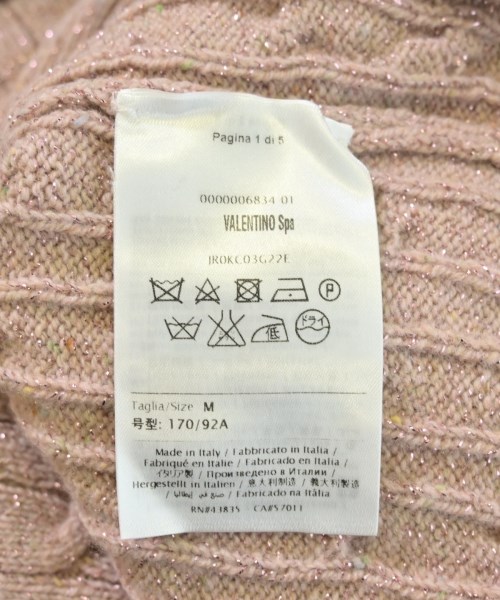 Pagina 1 di 5
0000006834 01
VALENTINO Spa
JR0KC03G22E
P
低 ドライ
Taglia/Size M
号型: 170/92A
Made in Italy / Fabbricato in Italia /
Fabriqué en Italie / Fabricado en Italia /
イタリア製 / Произведено в Италии /
Hergestellt in Italien / 意大利制造 / 義大利製造
/ صنع في إيطاليا / Fabricado na Itália
RN#43835 CA#57011